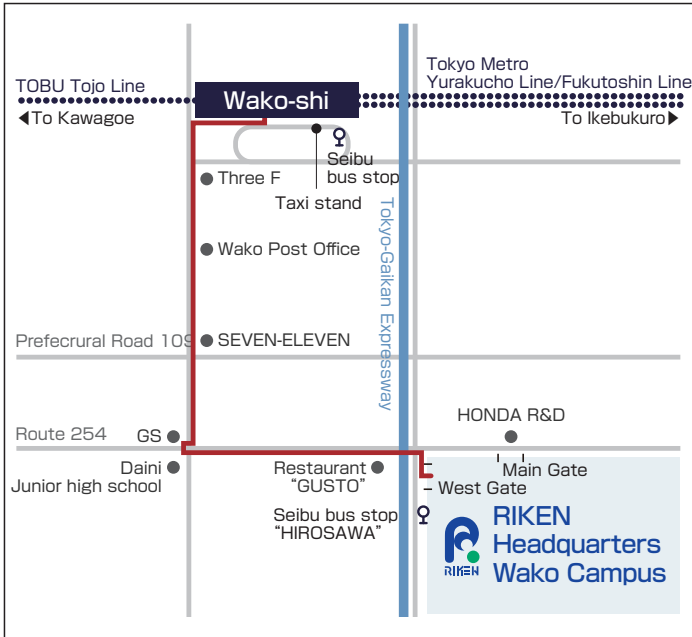 TOBU Tojo Line
Wako-shi
Tokyo Metro
Yurakucho Line/Fukutoshin Line
◀To Kawagoe
To Ikebukuro▶
Seibu
bus stop
Three F
Taxi stand
Wako Post Office
Tokyo-Gaikan Expressway
Prefecrural Road 109
SEVEN-ELEVEN
Route 254
GS
HONDA R&D
Daini
Junior high school
Restaurant
“GUSTO”
Main Gate
West Gate
Seibu bus stop
“HIROSAWA”
RIKEN
RIKEN
Headquarters
Wako Campus